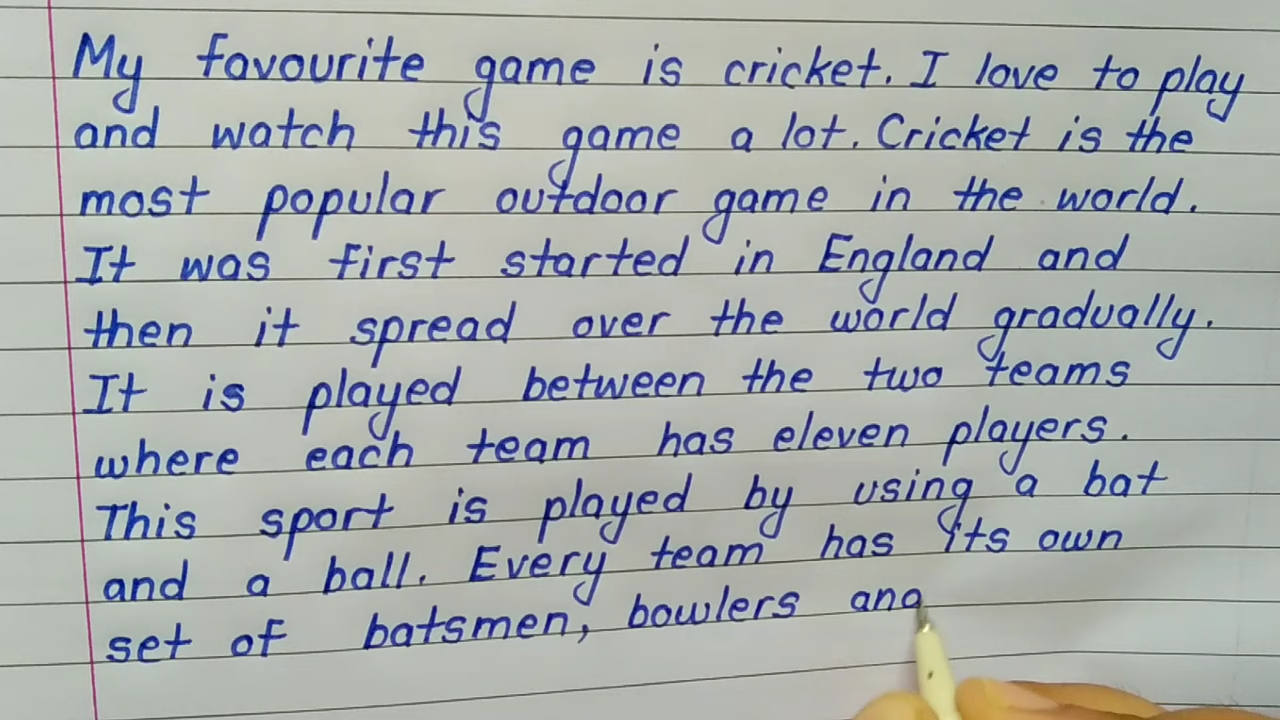 My favourite game is cricket. I love to play
and watch this game a lot. Cricket is the
most popular outdoor game in the world.
It was first started in England and
then it spread over the world gradually.
It is played between the two teams
where each team has eleven players.
This sport is played by using a bat
and a ball. Every team has its own
set of batsmen, bowlers and